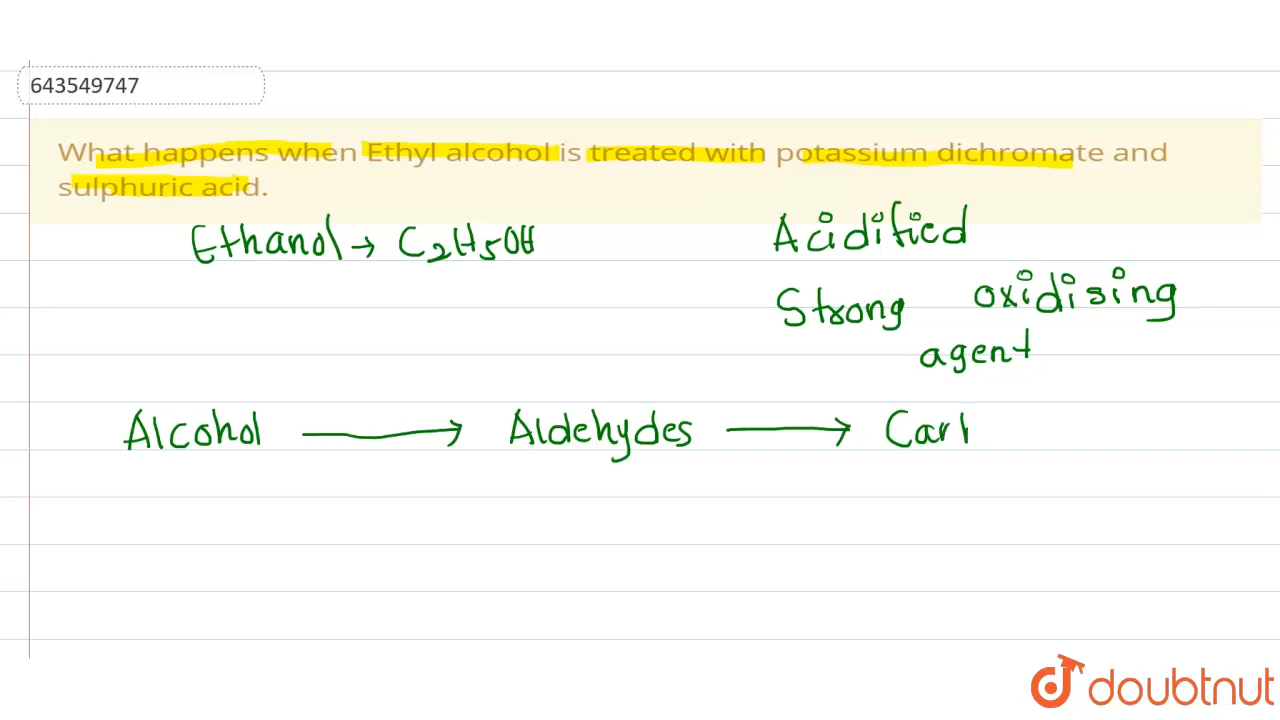 643549747
What happens when Ethyl alcohol is treated with potassium dichromate and
sulphuric acid.
Ethanol → C2H5OH
Acidified
Strong oxidising
agent
Alcohol → Aldehydes → Carl
doubtnut